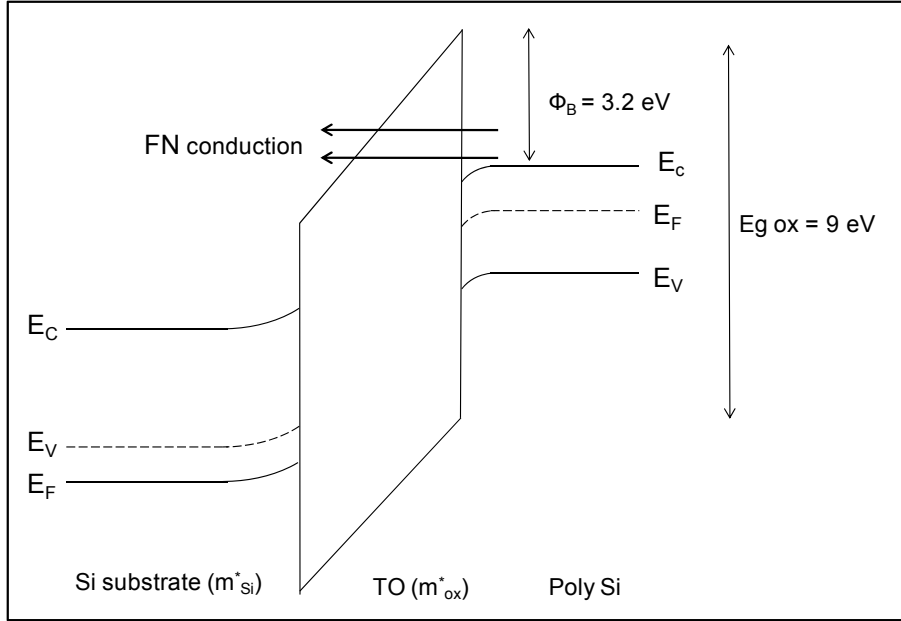 Φ_B = 3.2 eV
FN conduction
E_c
E_F
Eg ox = 9 eV
E_V
E_C
E_V
E_F
Si substrate (m*_Si)
TO (m*_ox)
Poly Si